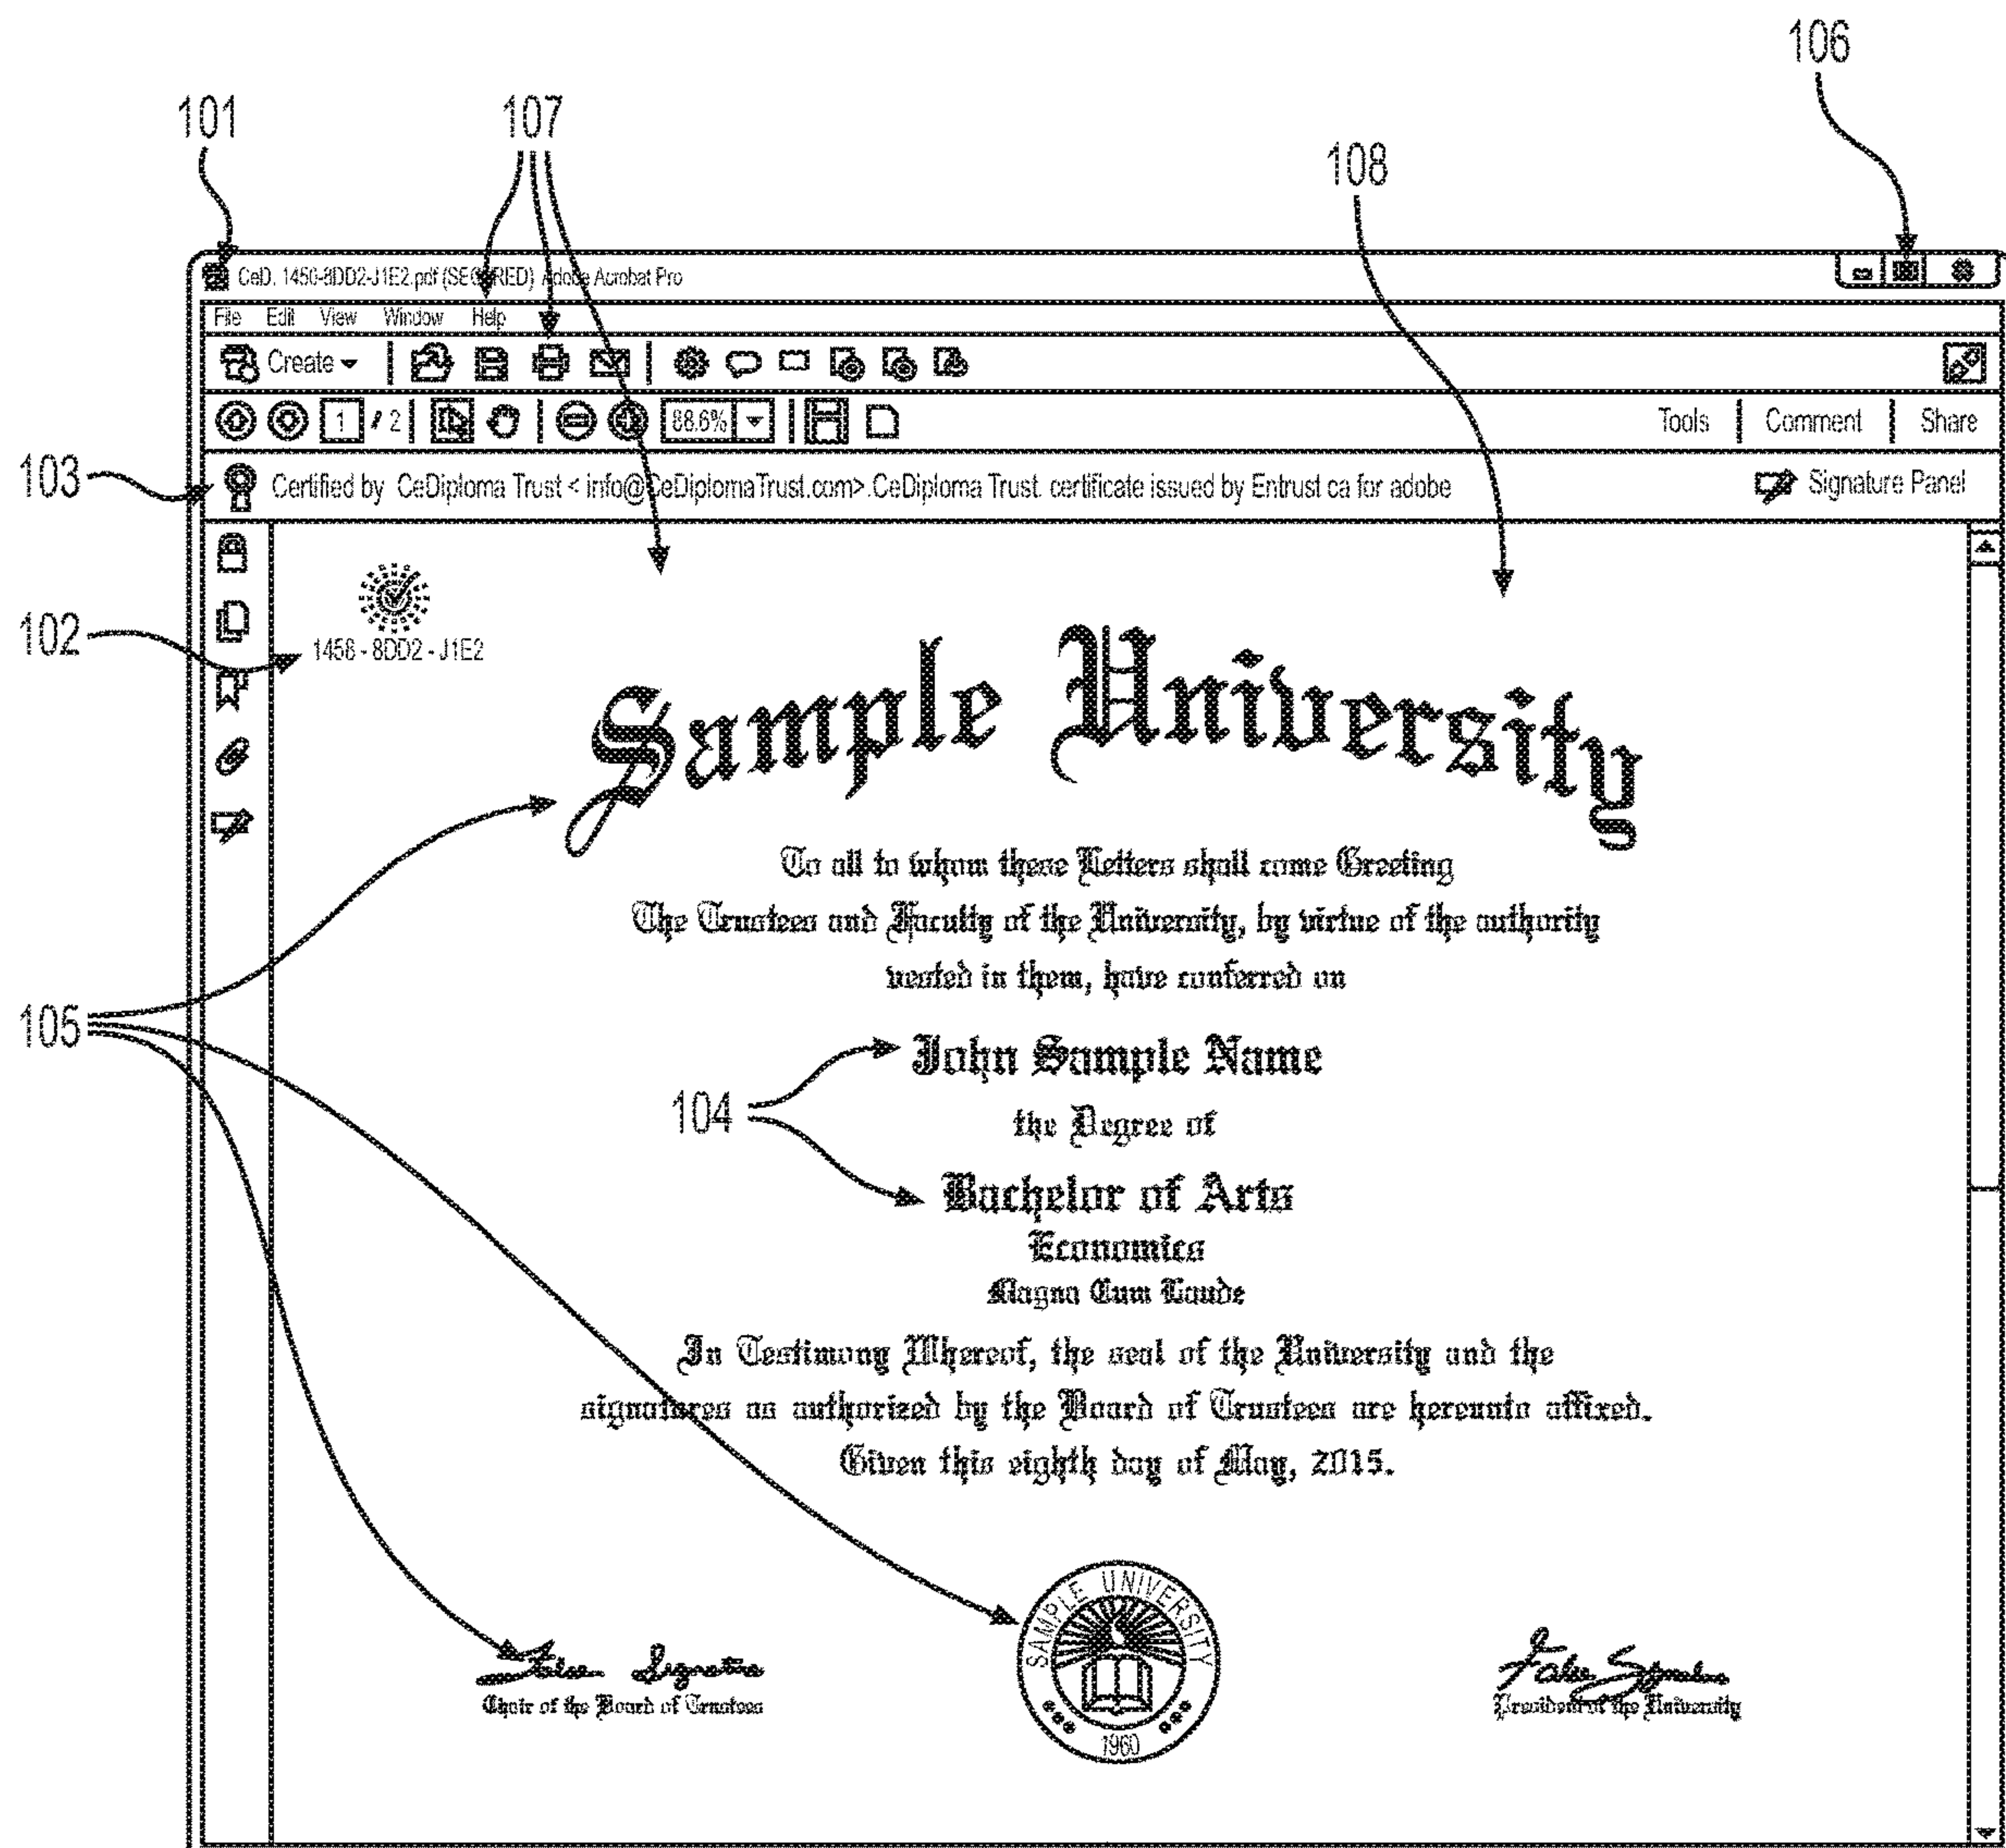 106
101
107
108
CeD. 1450-8DD2-J1E2.pdf (SECURED) Adobe Acrobat Pro
File Edit View Window Help
Create
1 / 2 88.6% Tools Comment Share
103
Certified by CeDiploma Trust < info@CeDiplomaTrust.com>.CeDiploma Trust. certificate issued by Entrust ca for adobe Signature Panel
102
1456 - 8DD2 - J1E2
Sample University
To all to whom these Letters shall come Greeting
The Trustees and Faculty of the University, by virtue of the authority
vested in them, have conferred on
105
John Sample Name
104
the Degree of
Bachelor of Arts
Economics
Magna Cum Laude
In Testimony Whereof, the seal of the University and the
signatures as authorized by the Board of Trustees are hereunto affixed.
Given this eighth day of May, 2015.
SAMPLE UNIVERSITY
1960
False Signature
Chair of the Board of Trustees
President of the University